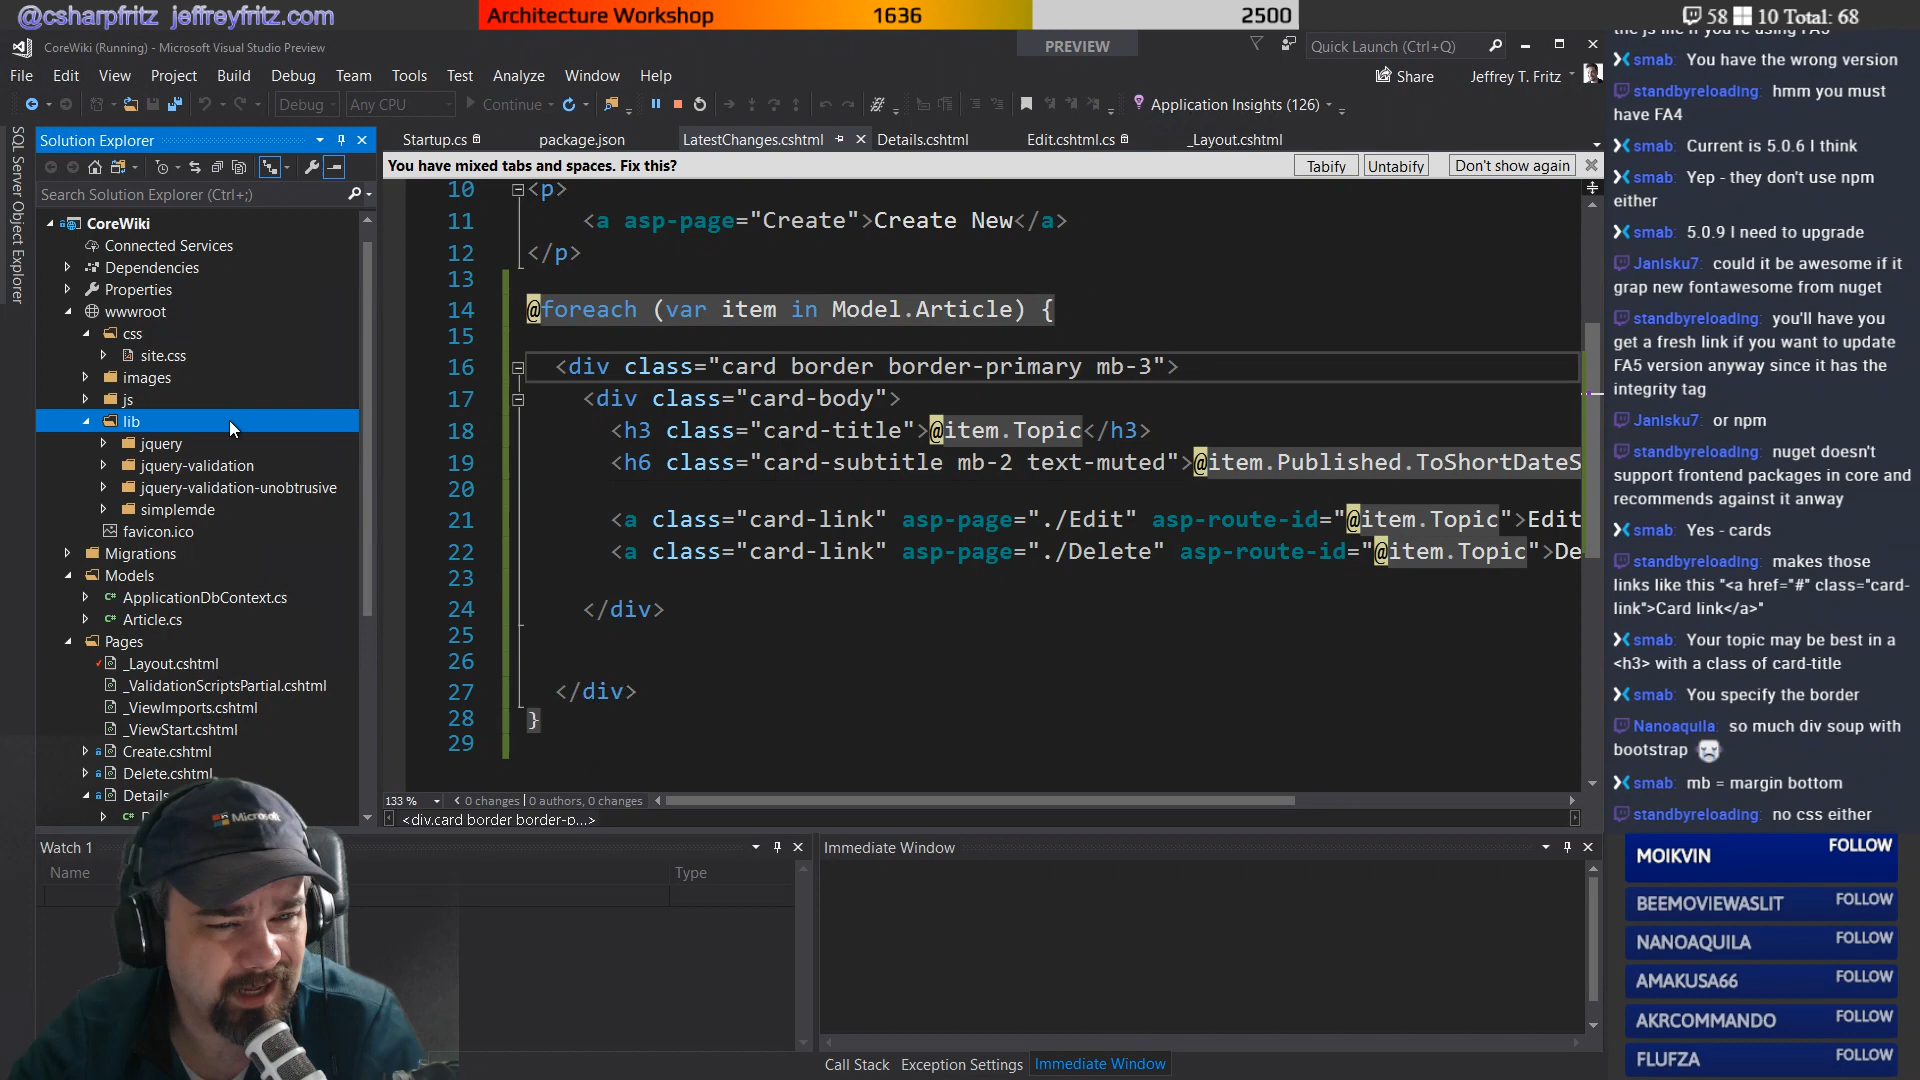 @csharpfritz jeffreyfritz.com
Architecture Workshop 1636 2500
58 10 Total: 68
CoreWiki (Running) - Microsoft Visual Studio Preview
PREVIEW
Quick Launch (Ctrl+Q)
File Edit View Project Build Debug Team Tools Test Analyze Window Help
Share Jeffrey T. Fritz
Debug Any CPU Continue Application Insights (126)
SQL Server Object Explorer
Solution Explorer
Search Solution Explorer (Ctrl+;)
CoreWiki
Connected Services
Dependencies
Properties
wwwroot
css
site.css
images
js
lib
jquery
jquery-validation
jquery-validation-unobtrusive
simplemde
favicon.ico
Migrations
Models
ApplicationDbContext.cs
Article.cs
Pages
_Layout.cshtml
_ValidationScriptsPartial.cshtml
_ViewImports.cshtml
_ViewStart.cshtml
Create.cshtml
Delete.cshtml
Details
Startup.cs package.json LatestChanges.cshtml Details.cshtml Edit.cshtml.cs _Layout.cshtml
You have mixed tabs and spaces. Fix this? Tabify Untabify Don't show again
10 <p>
11 <a asp-page="Create">Create New</a>
12 </p>
13
14 @foreach (var item in Model.Article) {
15
16 <div class="card border border-primary mb-3">
17 <div class="card-body">
18 <h3 class="card-title">@item.Topic</h3>
19 <h6 class="card-subtitle mb-2 text-muted">@item.Published.ToShortDateS
20
21 <a class="card-link" asp-page="./Edit" asp-route-id="@item.Topic">Edit
22 <a class="card-link" asp-page="./Delete" asp-route-id="@item.Topic">De
23
24 </div>
25
26
27 </div>
28 }
29
133 % 0 changes | 0 authors, 0 changes
<div.card border border-p...>
Watch 1
Name Type
Microsoft
Immediate Window
Call Stack Exception Settings Immediate Window
the js file if you're using FA5
smab: You have the wrong version
standbyreloading: hmm you must
have FA4
smab: Current is 5.0.6 I think
smab: Yep - they don't use npm
either
smab: 5.0.9 I need to upgrade
Janisku7: could it be awesome if it
grap new fontawesome from nuget
standbyreloading: you'll have you
get a fresh link if you want to update
FA5 version anyway since it has the
integrity tag
Janisku7: or npm
standbyreloading: nuget doesn't
support frontend packages in core and
recommends against it anway
smab: Yes - cards
standbyreloading: makes those
links like this "<a href="#" class="card-
link">Card link</a>"
smab: Your topic may be best in a
<h3> with a class of card-title
smab: You specify the border
Nanoaquila: so much div soup with
bootstrap
smab: mb = margin bottom
standbyreloading: no css either
MOIKVIN FOLLOW
BEEMOVIEWASLIT FOLLOW
NANOAQUILA FOLLOW
AMAKUSA66 FOLLOW
AKRCOMMANDO FOLLOW
FLUFZA FOLLOW